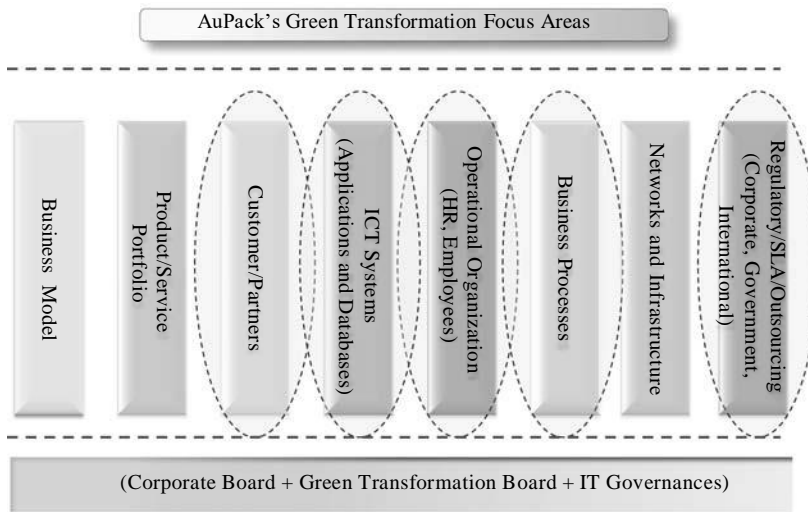 AuPack's Green Transformation Focus Areas
Business Model
Product/Service
Portfolio
Customer/Partners
ICT Systems
(Applications and Databases)
Operational Organization
(HR, Employees)
Business Processes
Networks and Infrastructure
Regulatory/SLA/Outsourcing
(Corporate, Government,
International)
(Corporate Board + Green Transformation Board + IT Governances)